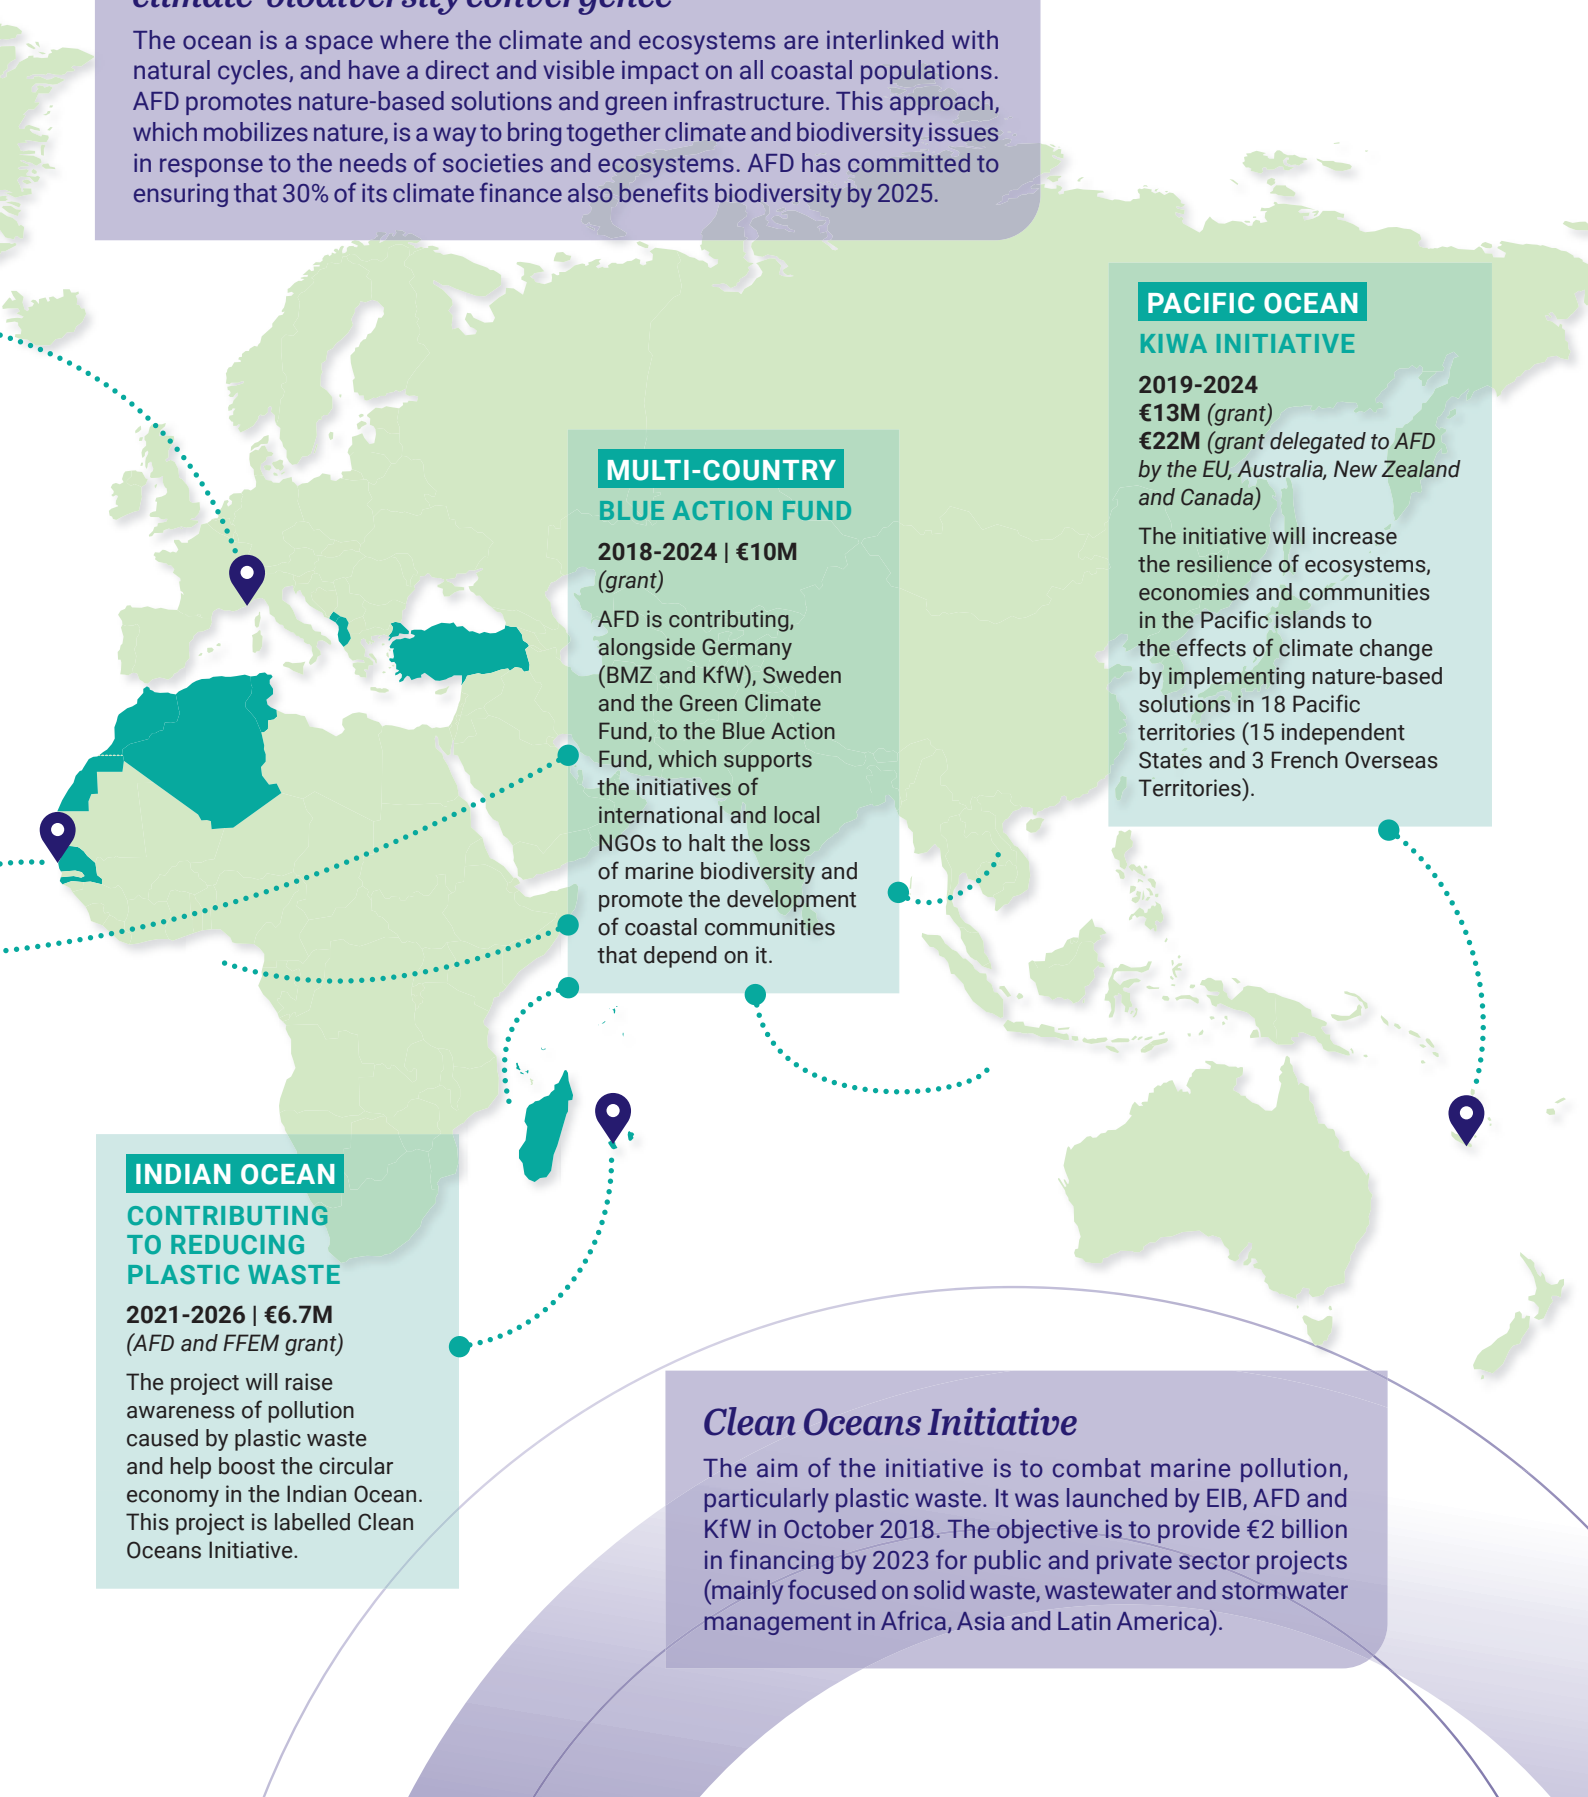 climate-biodiversity convergence
The ocean is a space where the climate and ecosystems are interlinked with
natural cycles, and have a direct and visible impact on all coastal populations.
AFD promotes nature-based solutions and green infrastructure. This approach,
which mobilizes nature, is a way to bring together climate and biodiversity issues
in response to the needs of societies and ecosystems. AFD has committed to
ensuring that 30% of its climate finance also benefits biodiversity by 2025.
PACIFIC OCEAN
KIWA INITIATIVE
2019-2024
€13M (grant)
€22M (grant delegated to AFD
by the EU, Australia, New Zealand
and Canada)
The initiative will increase
the resilience of ecosystems,
economies and communities
in the Pacific islands to
the effects of climate change
by implementing nature-based
solutions in 18 Pacific
territories (15 independent
States and 3 French Overseas
Territories).
MULTI-COUNTRY
BLUE ACTION FUND
2018-2024 | €10M
(grant)
AFD is contributing,
alongside Germany
(BMZ and KfW), Sweden
and the Green Climate
Fund, to the Blue Action
Fund, which supports
the initiatives of
international and local
NGOs to halt the loss
of marine biodiversity and
promote the development
of coastal communities
that depend on it.
INDIAN OCEAN
CONTRIBUTING
TO REDUCING
PLASTIC WASTE
2021-2026 | €6.7M
(AFD and FFEM grant)
The project will raise
awareness of pollution
caused by plastic waste
and help boost the circular
economy in the Indian Ocean.
This project is labelled Clean
Oceans Initiative.
Clean Oceans Initiative
The aim of the initiative is to combat marine pollution,
particularly plastic waste. It was launched by EIB, AFD and
KfW in October 2018. The objective is to provide €2 billion
in financing by 2023 for public and private sector projects
(mainly focused on solid waste, wastewater and stormwater
management in Africa, Asia and Latin America).